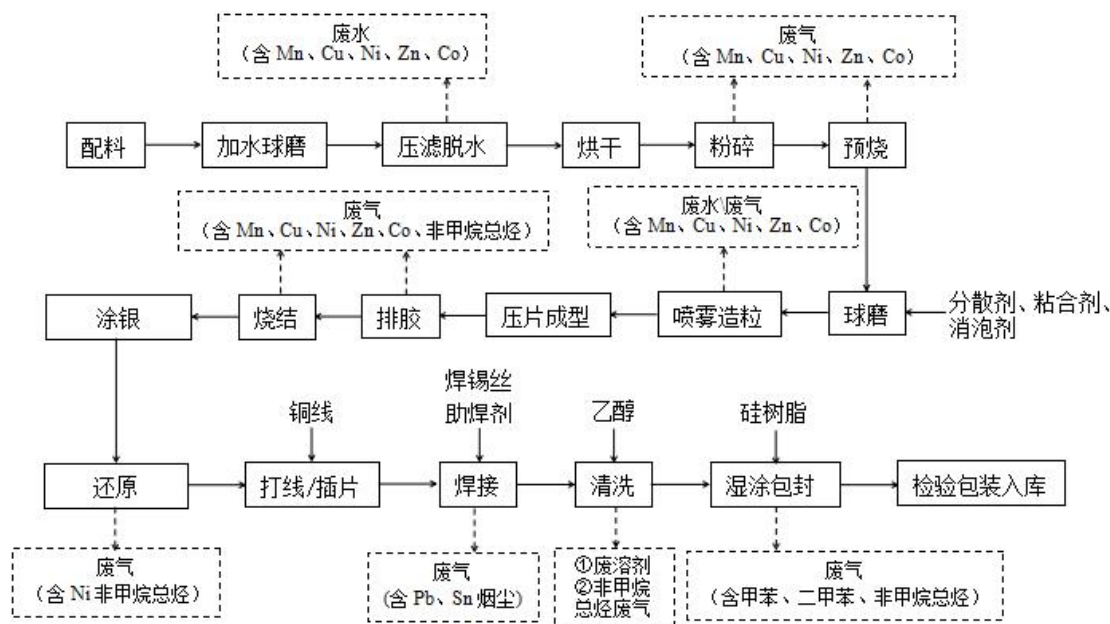 废水
（含 Mn、Cu、Ni、Zn、Co）
废气
（含 Mn、Cu、Ni、Zn、Co）
配料
加水球磨
压滤脱水
烘干
粉碎
预烧
废气
（含 Mn、Cu、Ni、Zn、Co、非甲烷总烃）
废水\废气
（含 Mn、Cu、Ni、Zn、Co）
涂银
烧结
排胶
压片成型
喷雾造粒
球磨
分散剂、粘合剂、
消泡剂
铜线
焊锡丝
助焊剂
乙醇
硅树脂
还原
打线/插片
焊接
清洗
湿涂包封
检验包装入库
废气
（含 Ni 非甲烷总烃）
废气
(含 Pb、Sn 烟尘)
①废溶剂
②非甲烷
总烃废气
废气
（含甲苯、二甲苯、非甲烷总烃）